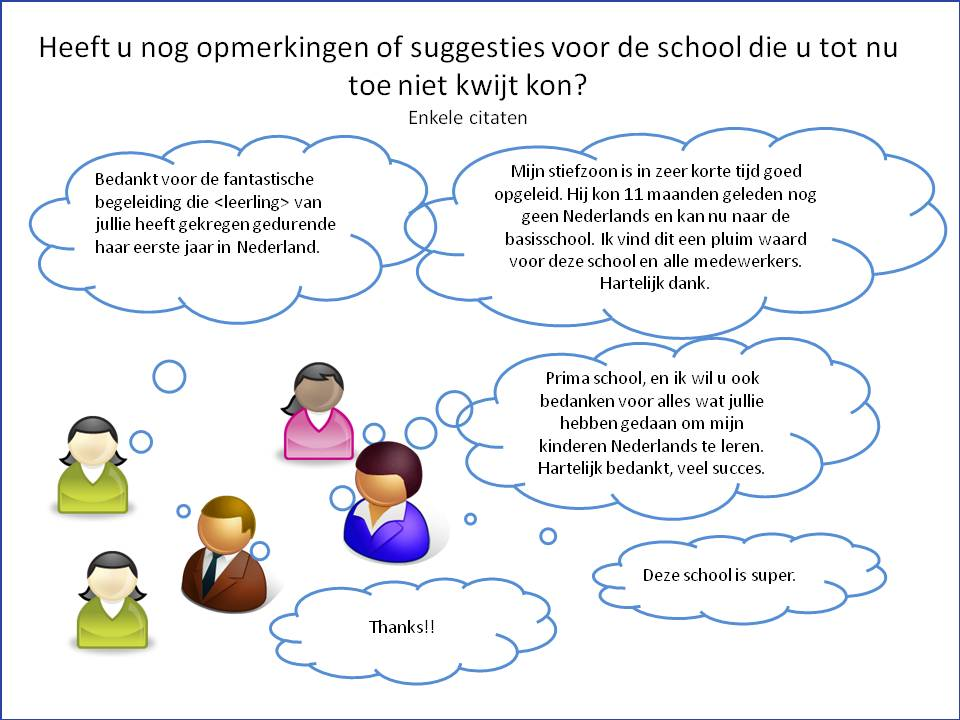 Heeft u nog opmerkingen of suggesties voor de school die u tot nu
toe niet kwijt kon?
Enkele citaten
Bedankt voor de fantastische
begeleiding die <leerling> van
jullie heeft gekregen gedurende
haar eerste jaar in Nederland.
Mijn stiefzoon is in zeer korte tijd goed
opgeleid. Hij kon 11 maanden geleden nog
geen Nederlands en kan nu naar de
basisschool. Ik vind dit een pluim waard
voor deze school en alle medewerkers.
Hartelijk dank.
Prima school, en ik wil u ook
bedanken voor alles wat jullie
hebben gedaan om mijn
kinderen Nederlands te leren.
Hartelijk bedankt, veel succes.
Deze school is super.
Thanks!!